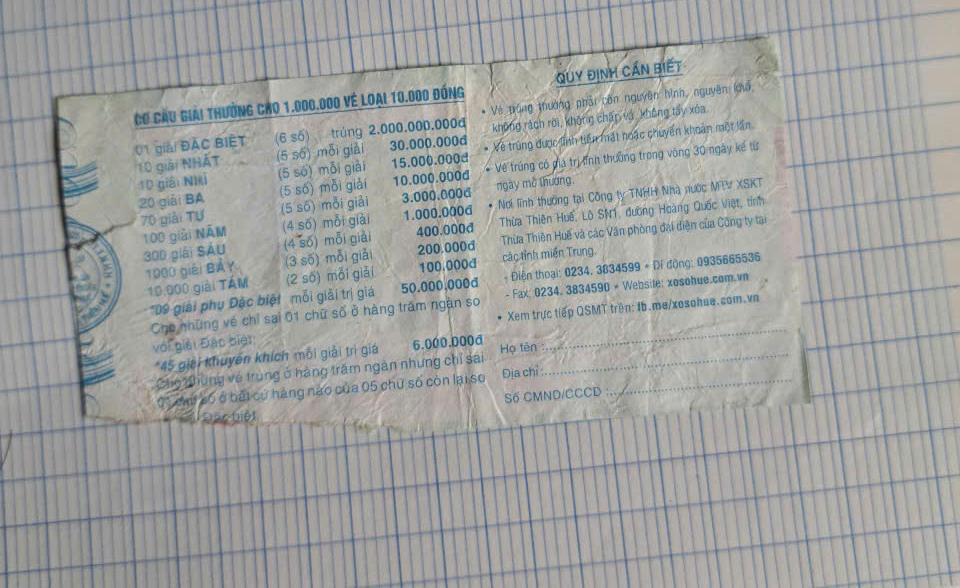 CƠ CẤU GIẢI THƯỞNG CHO 1.000.000 VÉ LOẠI 10.000 ĐỒNG
01 giải ĐẶC BIỆT (6 số) trúng 2.000.000.000đ
10 giải NHẤT (5 số) mỗi giải 30.000.000đ
10 giải NHÌ (5 số) mỗi giải 15.000.000đ
20 giải BA (5 số) mỗi giải 10.000.000đ
70 giải TƯ (5 số) mỗi giải 3.000.000đ
100 giải NĂM (4 số) mỗi giải 1.000.000đ
300 giải SÁU (4 số) mỗi giải 400.000đ
1000 giải BẢY (3 số) mỗi giải 200.000đ
10.000 giải TÁM (2 số) mỗi giải 100.000đ
*09 giải phụ Đặc biệt mỗi giải trị giá 50.000.000đ
Cho những vé chỉ sai 01 chữ số ở hàng trăm ngàn so
với giải Đặc biệt.
*45 giải khuyến khích mỗi giải trị giá 6.000.000đ
Cho những vé trúng ở hàng trăm ngàn nhưng chỉ sai
01 chữ số ở bất cứ hàng nào của 05 chữ số còn lại so
Đặc biệt
QUY ĐỊNH CẦN BIẾT
• Vé trúng thưởng phải còn nguyên hình, nguyên khổ,
không rách rời, không chắp vá, không tẩy xóa.
• Vé trúng được lĩnh tiền mặt hoặc chuyển khoản một lần.
• Vé trúng có giá trị lĩnh thưởng trong vòng 30 ngày kể từ
ngày mở thưởng.
• Nơi lĩnh thưởng tại Công ty TNHH Nhà nước MTV XSKT
Thừa Thiên Huế, Lô SN1, đường Hoàng Quốc Việt, tỉnh
Thừa Thiên Huế và các Văn phòng đại diện của Công ty tại
các tỉnh miền Trung.
- Điện thoại: 0234. 3834599 • Di động: 0935665536
- Fax: 0234. 3834590 • Website: xosohue.com.vn
• Xem trực tiếp QSMT trên: fb.me/xosohue.com.vn
Họ tên :
Địa chỉ :
Số CMND/CCCD :